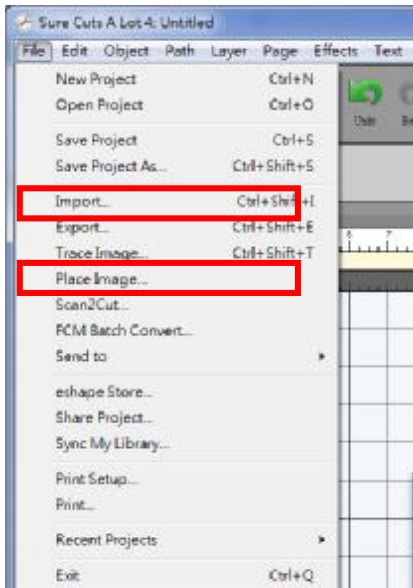 Sure Cuts A Lot 4: Untitled
File Edit Object Path Layer Page Effects Text
New Project Ctrl+N
Open Project Ctrl+O
Undo
Save Project Ctrl+S
Save Project As... Ctrl+Shift+S
Import... Ctrl+Shift+I
Export... Ctrl+Shift+E
Trace Image... Ctrl+Shift+T
Place Image...
Scan2Cut...
FCM Batch Convert...
Send to
eshape Store...
Share Project...
Sync My Library...
Print Setup...
Print...
Recent Projects
Exit Ctrl+Q